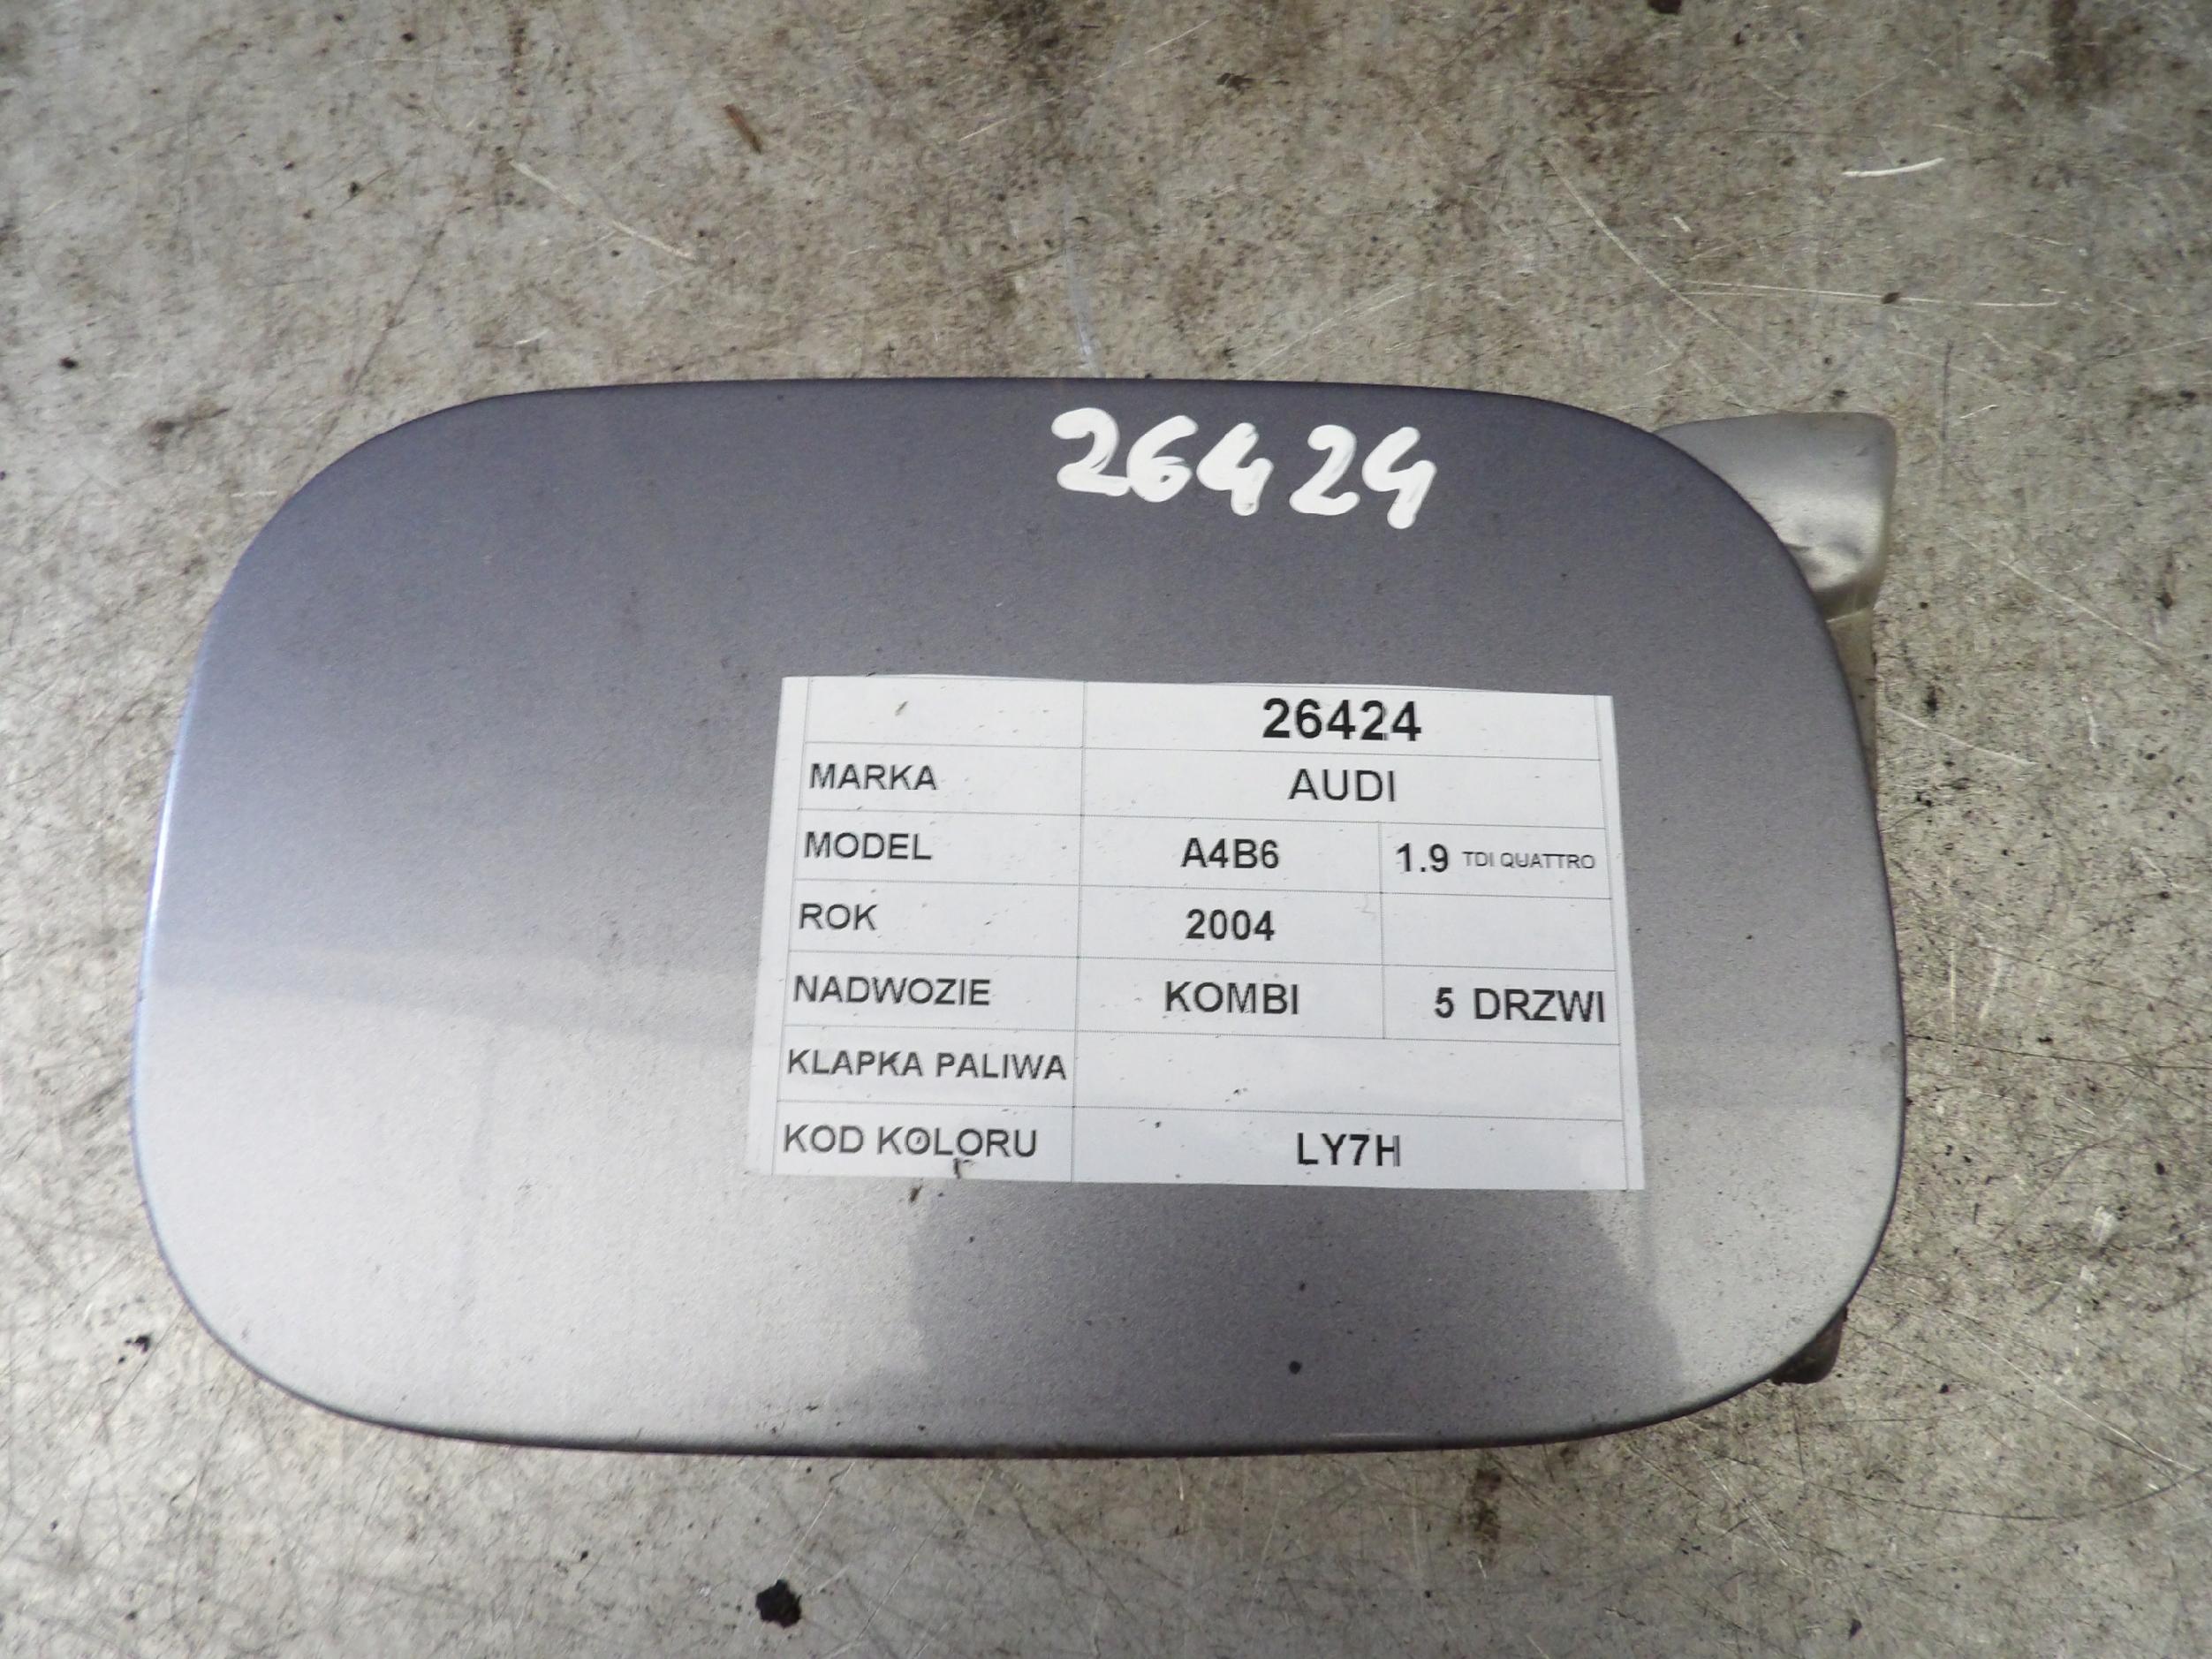 26424
26424
MARKA AUDI
MODEL A4B6 1.9 TDI QUATTRO
ROK 2004
NADWOZIE KOMBI 5 DRZWI
KLAPKA PALIWA
KOD KOLORU LY7H